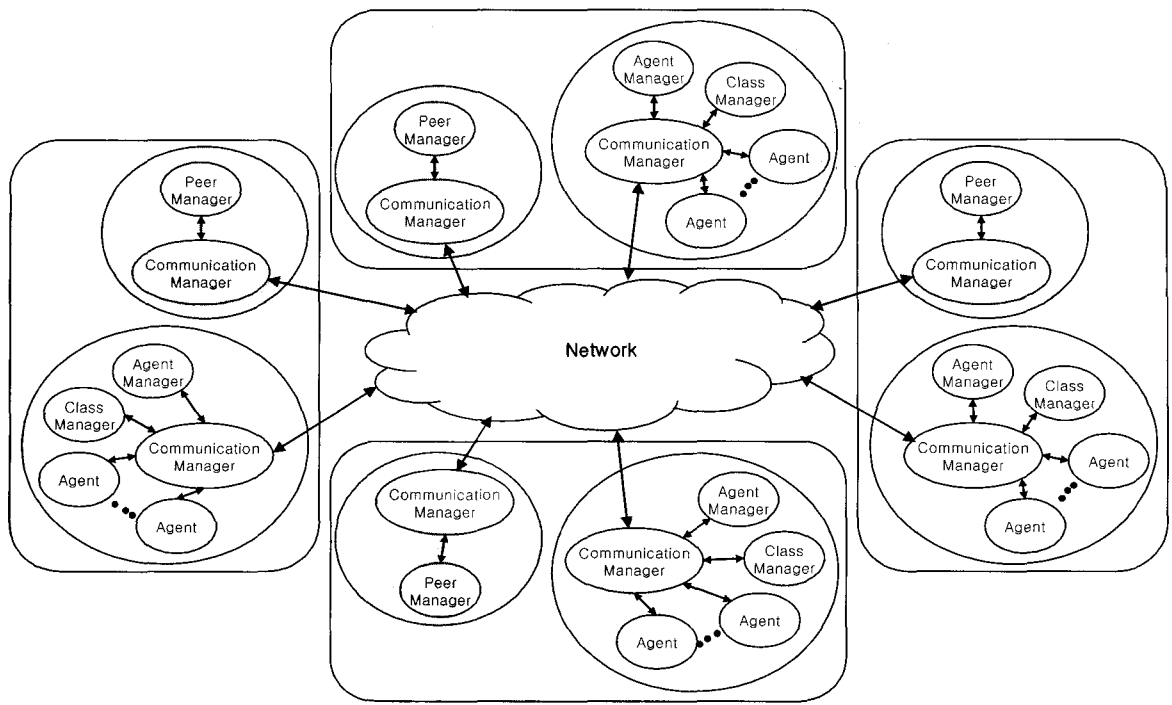 Agent
Manager
Class
Manager
Communication
Manager
Agent
Agent
Peer
Manager
Communication
Manager
Peer
Manager
Communication
Manager
Agent
Manager
Class
Manager
Communication
Manager
Agent
Agent
Network
Peer
Manager
Communication
Manager
Agent
Manager
Class
Manager
Communication
Manager
Agent
Agent
Communication
Manager
Peer
Manager
Agent
Manager
Communication
Manager
Class
Manager
Agent
Agent